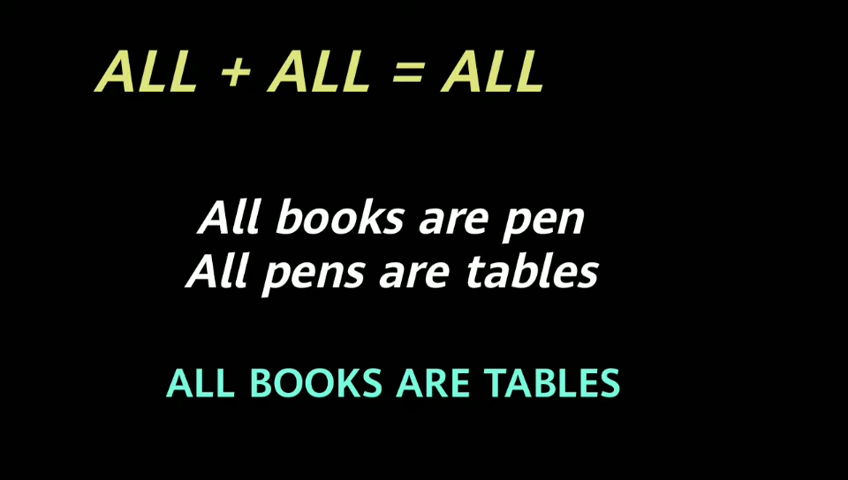 ALL + ALL = ALL
All books are pen
All pens are tables
ALL BOOKS ARE TABLES